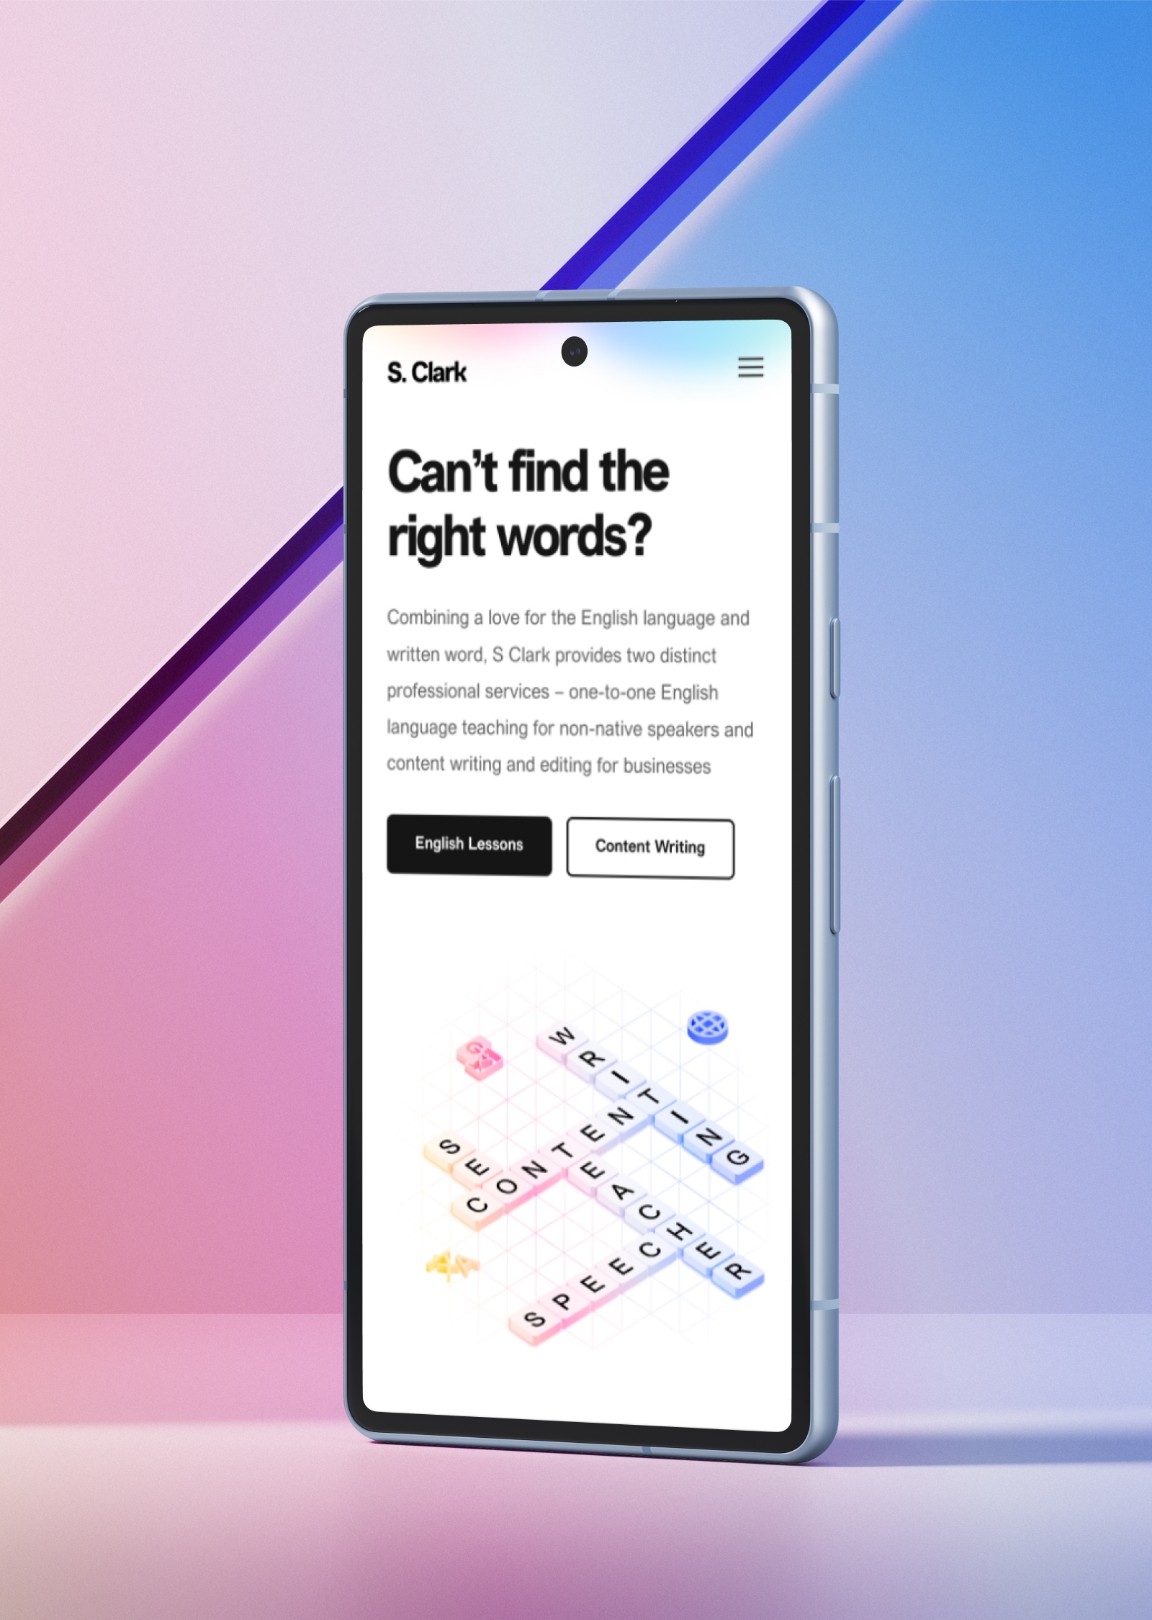 S. Clark
Can’t find the
right words?
Combining a love for the English language and
written word, S Clark provides two distinct
professional services – one-to-one English
language teaching for non-native speakers and
content writing and editing for businesses
English Lessons
Content Writing
WRITING
SEO
CONTENT
TEACHER
SPEECH